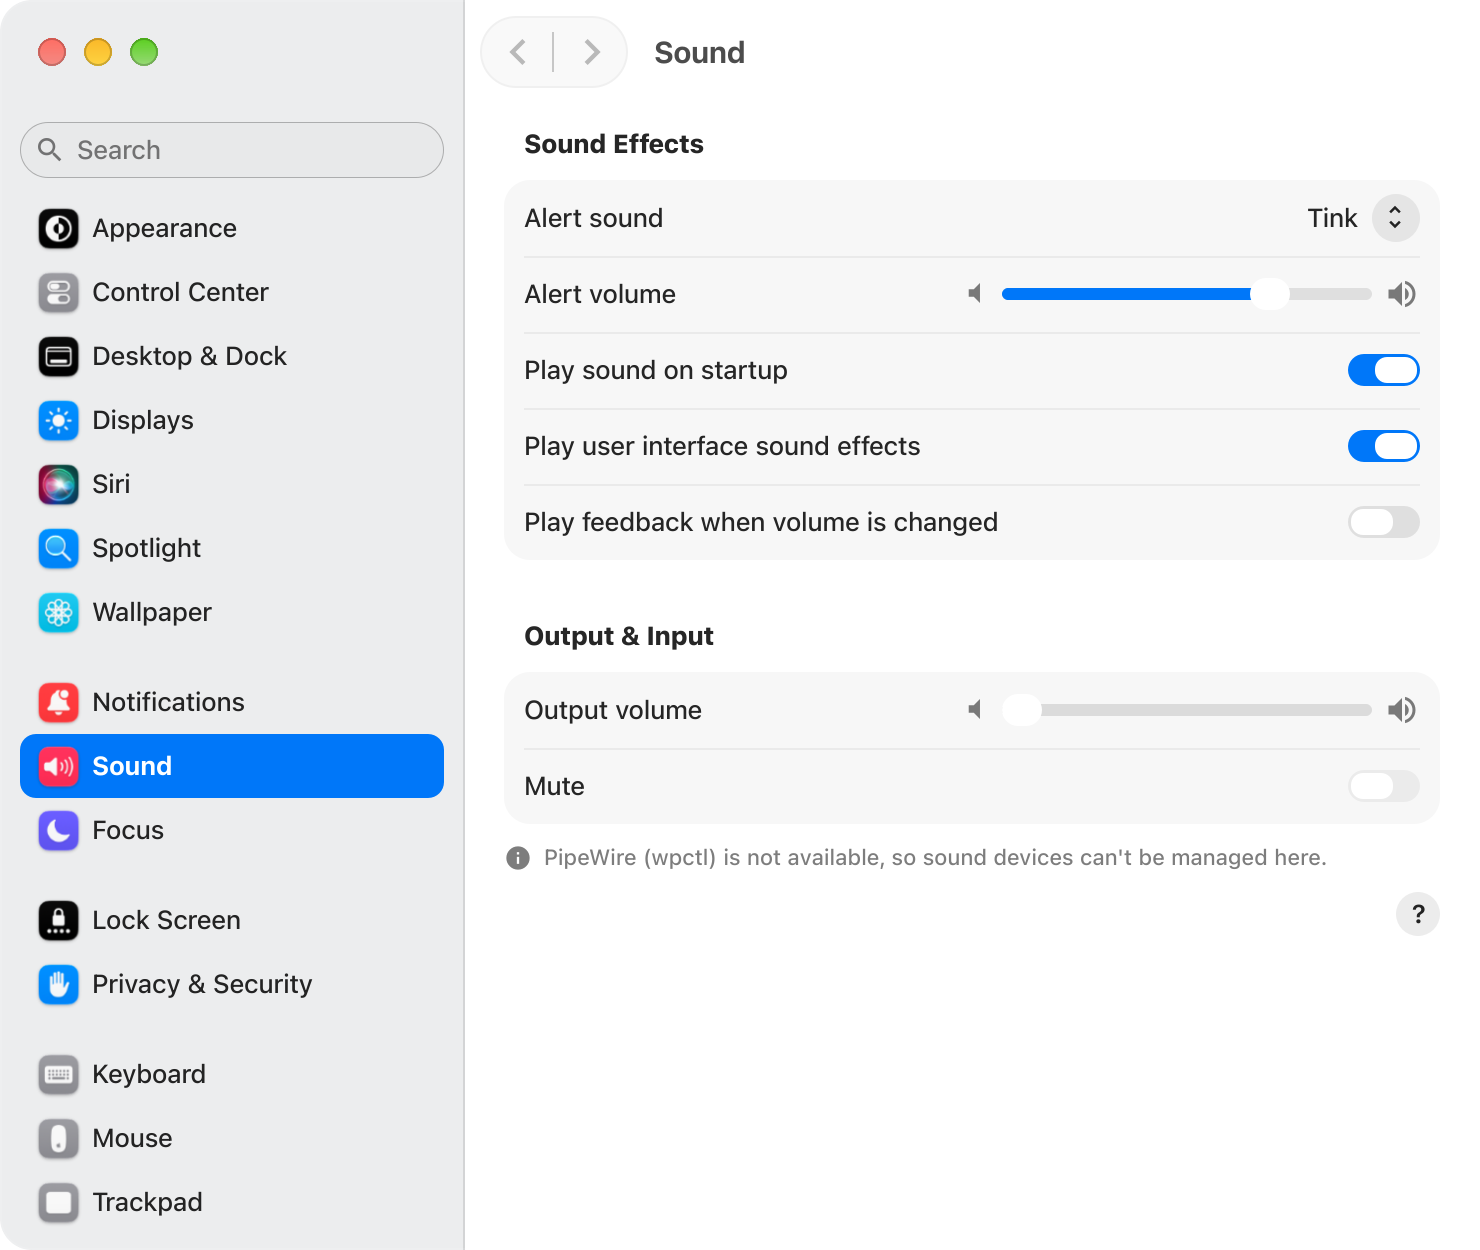 Search
Appearance
Control Center
Desktop & Dock
Displays
Siri
Spotlight
Wallpaper
Notifications
Sound
Focus
Lock Screen
Privacy & Security
Keyboard
Mouse
Trackpad
Sound
Sound Effects
Alert sound Tink
Alert volume
Play sound on startup
Play user interface sound effects
Play feedback when volume is changed
Output & Input
Output volume
Mute
PipeWire (wpctl) is not available, so sound devices can't be managed here.
?